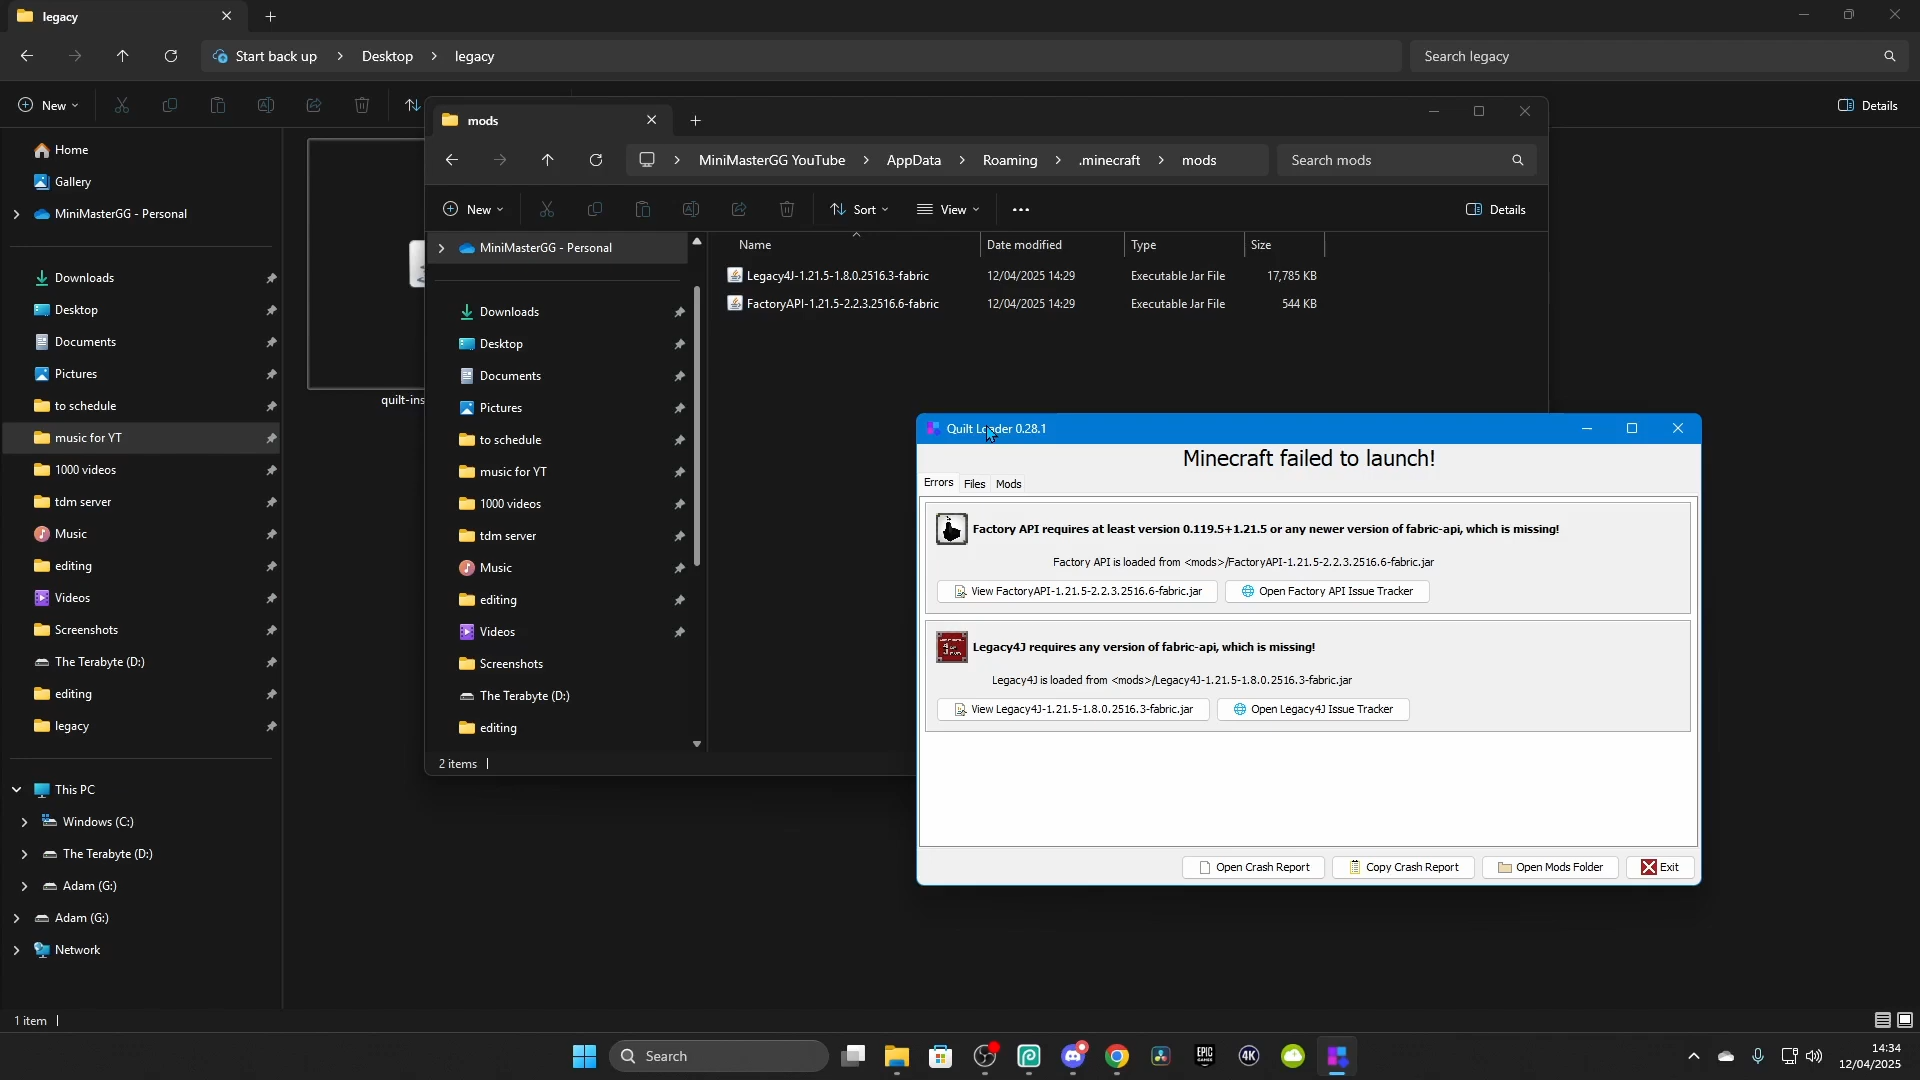 legacy
Start back up > Desktop > legacy
Search legacy
New
Details
Home
Gallery
MiniMasterGG - Personal
Downloads
Desktop
Documents
Pictures
to schedule
music for YT
1000 videos
tdm server
Music
editing
Videos
Screenshots
The Terabyte (D:)
editing
legacy
This PC
Windows (C:)
The Terabyte (D:)
Adam (G:)
Adam (G:)
Network
1 item
quilt-ins
mods
MiniMasterGG YouTube > AppData > Roaming > .minecraft > mods
Search mods
New
Sort
View
Details
MiniMasterGG - Personal
Downloads
Desktop
Documents
Pictures
to schedule
music for YT
1000 videos
tdm server
Music
editing
Videos
Screenshots
The Terabyte (D:)
editing
2 items
Name Date modified Type Size
Legacy4J-1.21.5-1.8.0.2516.3-fabric 12/04/2025 14:29 Executable Jar File 17,785 KB
FactoryAPI-1.21.5-2.2.3.2516.6-fabric 12/04/2025 14:29 Executable Jar File 544 KB
Quilt Loader 0.28.1
Minecraft failed to launch!
Errors Files Mods
Factory API requires at least version 0.119.5+1.21.5 or any newer version of fabric-api, which is missing!
Factory API is loaded from <mods>/FactoryAPI-1.21.5-2.2.3.2516.6-fabric.jar
View FactoryAPI-1.21.5-2.2.3.2516.6-fabric.jar Open Factory API Issue Tracker
Legacy4J requires any version of fabric-api, which is missing!
Legacy4J is loaded from <mods>/Legacy4J-1.21.5-1.8.0.2516.3-fabric.jar
View Legacy4J-1.21.5-1.8.0.2516.3-fabric.jar Open Legacy4J Issue Tracker
Open Crash Report Copy Crash Report Open Mods Folder Exit
Search
EPIC GAMES
4K
14:34
12/04/2025